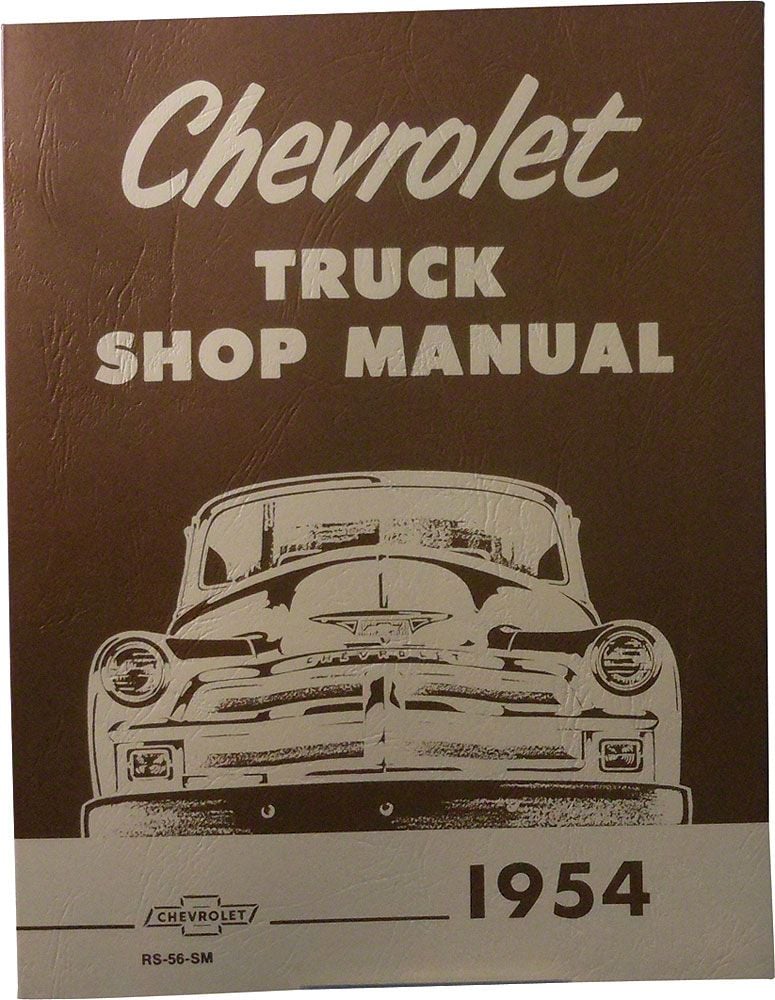 Chevrolet
TRUCK
SHOP MANUAL
CHEVROLET
1954
CHEVROLET
RS-56-SM